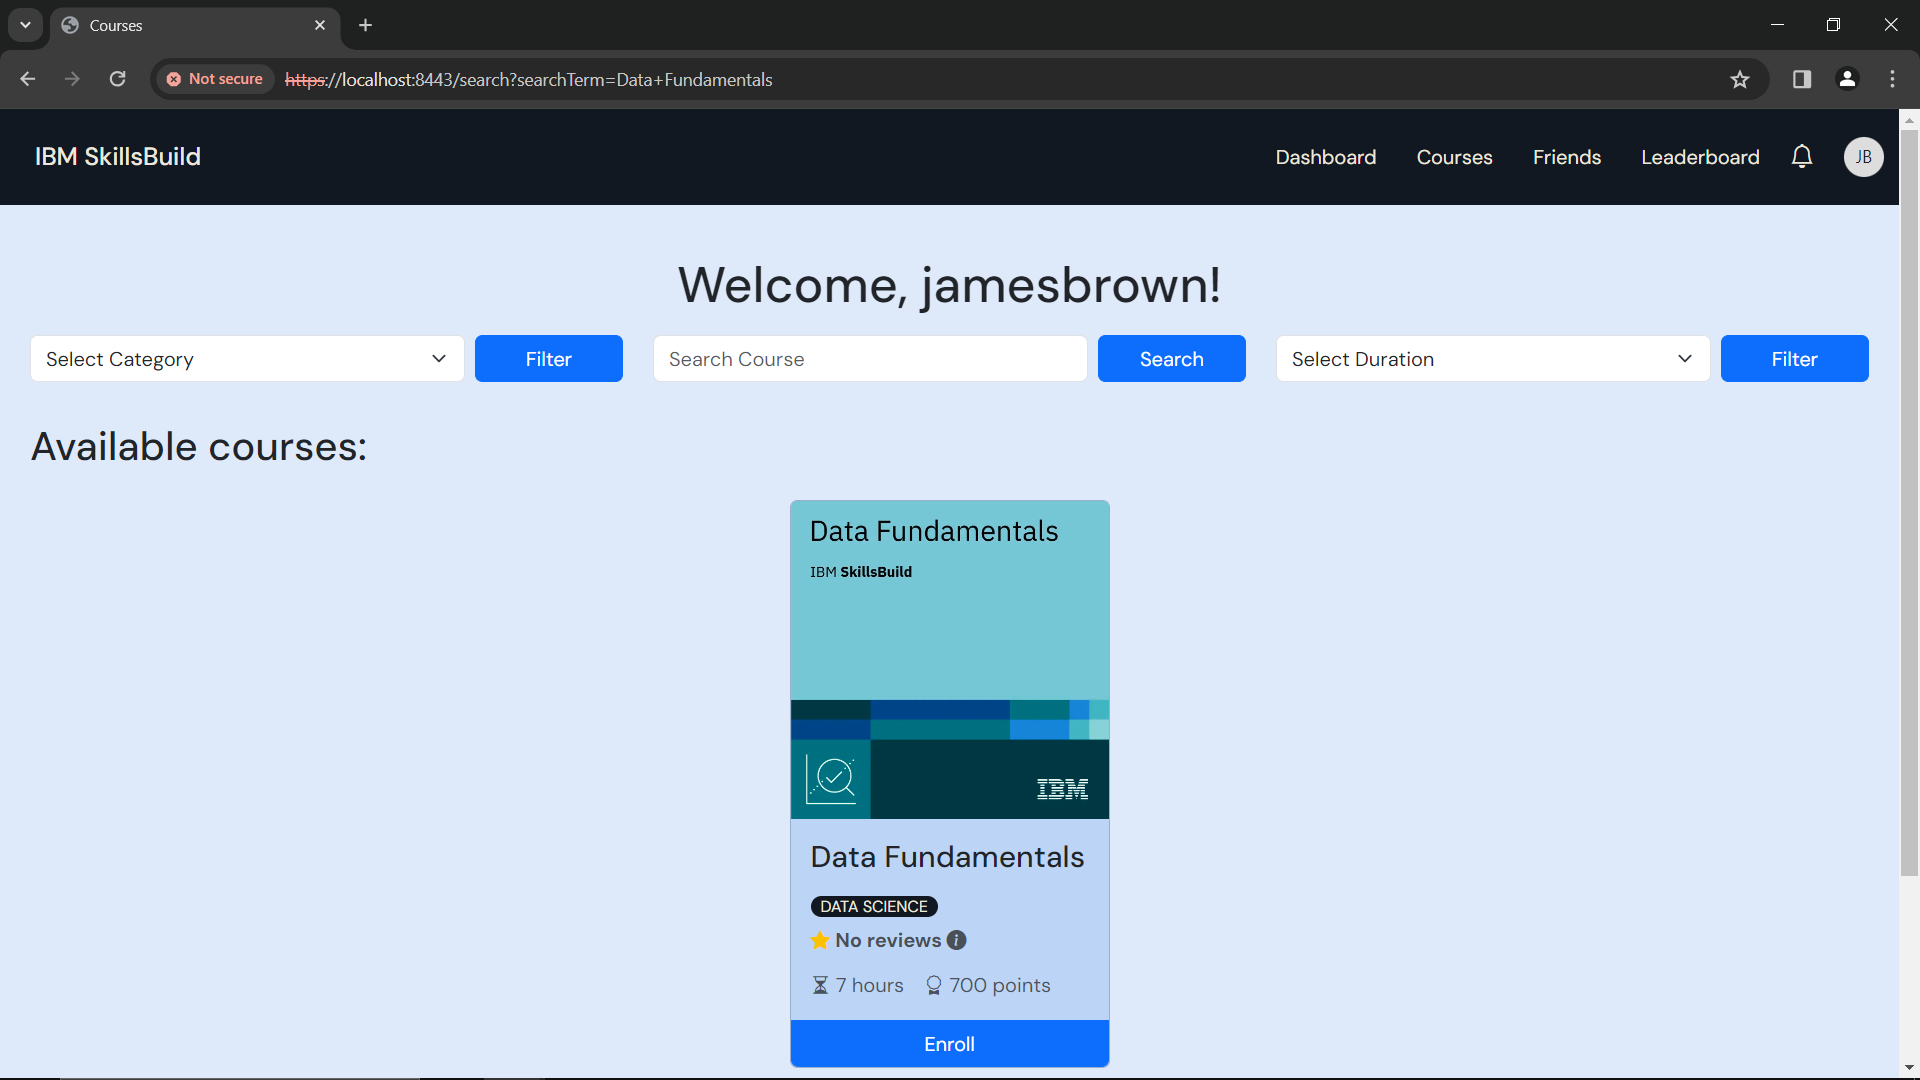 Courses
Not secure
https://localhost:8443/search?searchTerm=Data+Fundamentals
IBM SkillsBuild
Dashboard
Courses
Friends
Leaderboard
JB
Welcome, jamesbrown!
Select Category
Filter
Search Course
Search
Select Duration
Filter
Available courses:
Data Fundamentals
IBM SkillsBuild
IBM
Data Fundamentals
DATA SCIENCE
No reviews
7 hours
700 points
Enroll